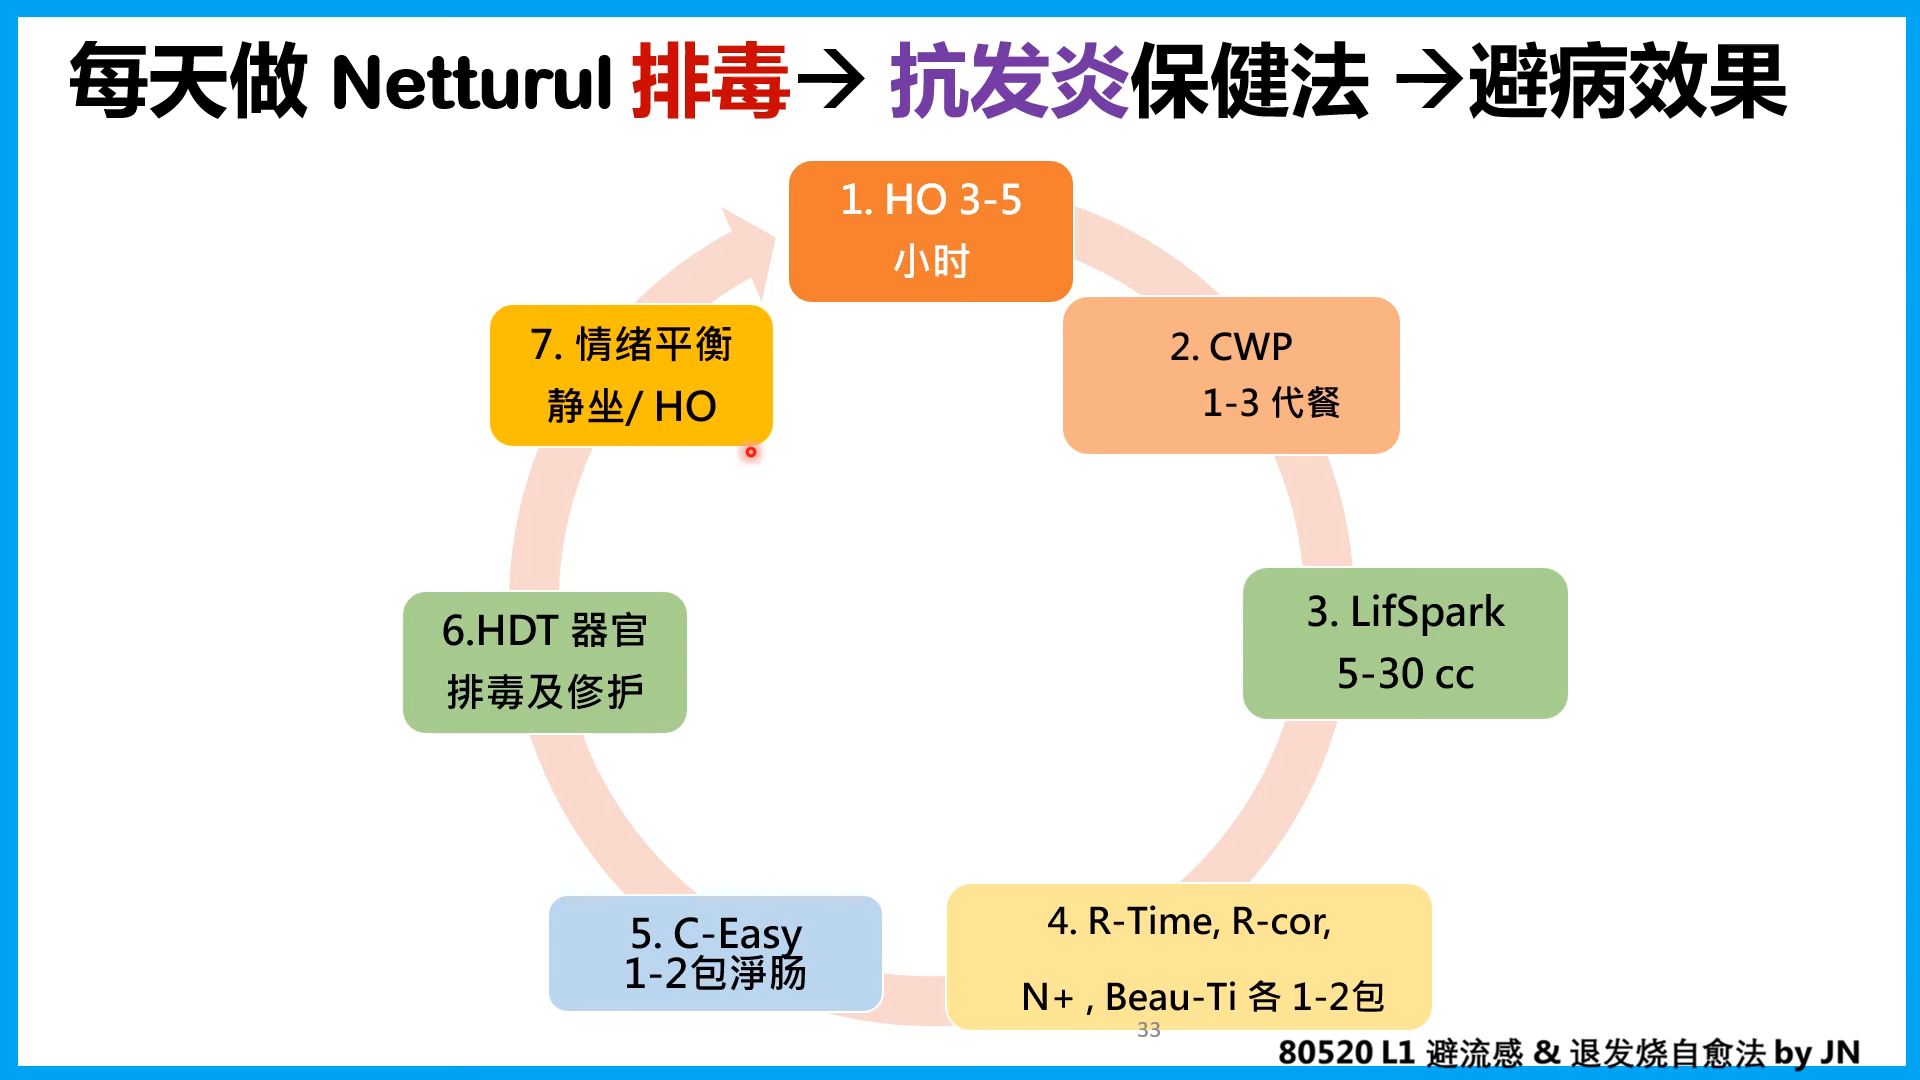 每天做 Netturul 排毒→ 抗发炎保健法 →避病效果
1. HO 3-5
小时
2. CWP
1-3 代餐
3. LifSpark
5-30 cc
4. R-Time, R-cor,
N+ , Beau-Ti 各 1-2包
5. C-Easy
1-2包淨肠
6.HDT 器官
排毒及修护
7. 情绪平衡
静坐/ HO
33
80520 L1 避流感 & 退发烧自愈法 by JN